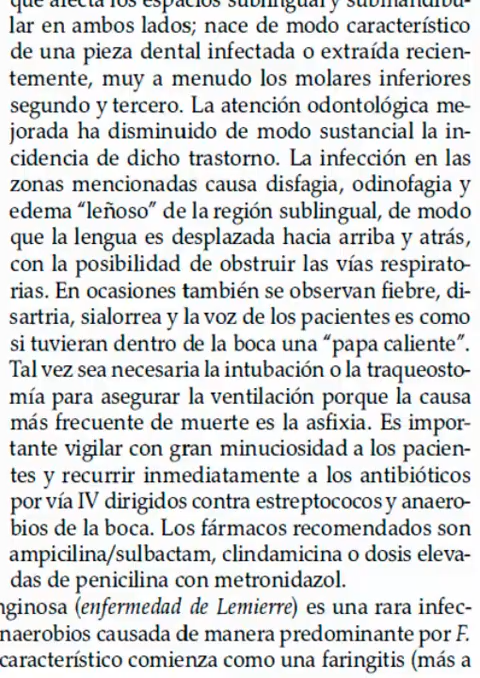 que afecta los espacios sublingual y submandibu-
lar en ambos lados; nace de modo característico
de una pieza dental infectada o extraída recien-
temente, muy a menudo los molares inferiores
segundo y tercero. La atención odontológica me-
jorada ha disminuido de modo sustancial la in-
cidencia de dicho trastorno. La infección en las
zonas mencionadas causa disfagia, odinofagia y
edema “leñoso” de la región sublingual, de modo
que la lengua es desplazada hacia arriba y atrás,
con la posibilidad de obstruir las vías respirato-
rias. En ocasiones también se observan fiebre, di-
sartria, sialorrea y la voz de los pacientes es como
si tuvieran dentro de la boca una “papa caliente”.
Tal vez sea necesaria la intubación o la traqueosto-
mía para asegurar la ventilación porque la causa
más frecuente de muerte es la asfixia. Es impor-
tante vigilar con gran minuciosidad a los pacien-
tes y recurrir inmediatamente a los antibióticos
por vía IV dirigidos contra estreptococos y anaero-
bios de la boca. Los fármacos recomendados son
ampicilina/sulbactam, clindamicina o dosis eleva-
das de penicilina con metronidazol.
nginosa (enfermedad de Lemierre) es una rara infec-
naerobios causada de manera predominante por F.
característico comienza como una faringitis (más a